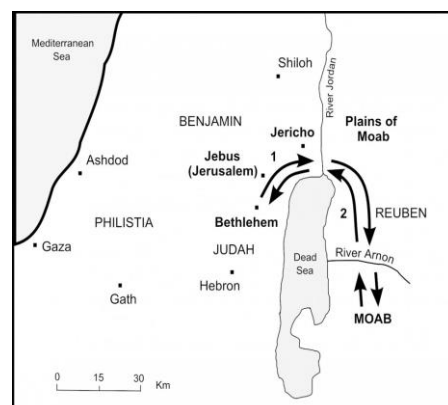 Mediterranean
Sea
Shiloh
River Jordan
BENJAMIN
Jericho
Plains of
Moab
1
Jebus
(Jerusalem)
Ashdod
Bethlehem
2
REUBEN
PHILISTIA
JUDAH
River Arnon
Gaza
Dead
Sea
Hebron
Gath
MOAB
0 15 30
Km